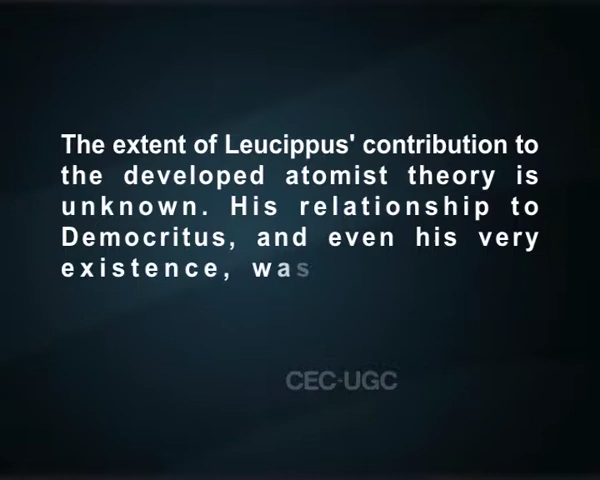 The extent of Leucippus' contribution to
the developed atomist theory is
unknown. His relationship to
Democritus, and even his very
existence, was
CEC-UGC